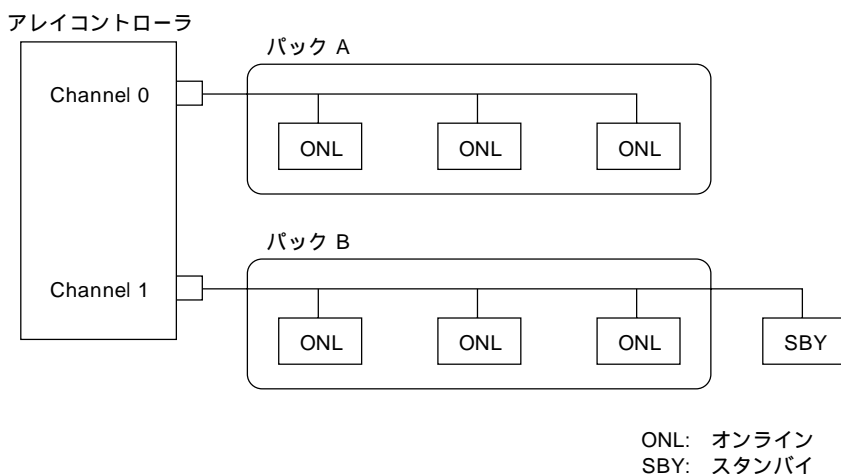 アレイコントローラ
パック A
Channel 0
ONL ONL ONL
パック B
Channel 1
ONL ONL ONL SBY
ONL: オンライン
SBY: スタンバイ